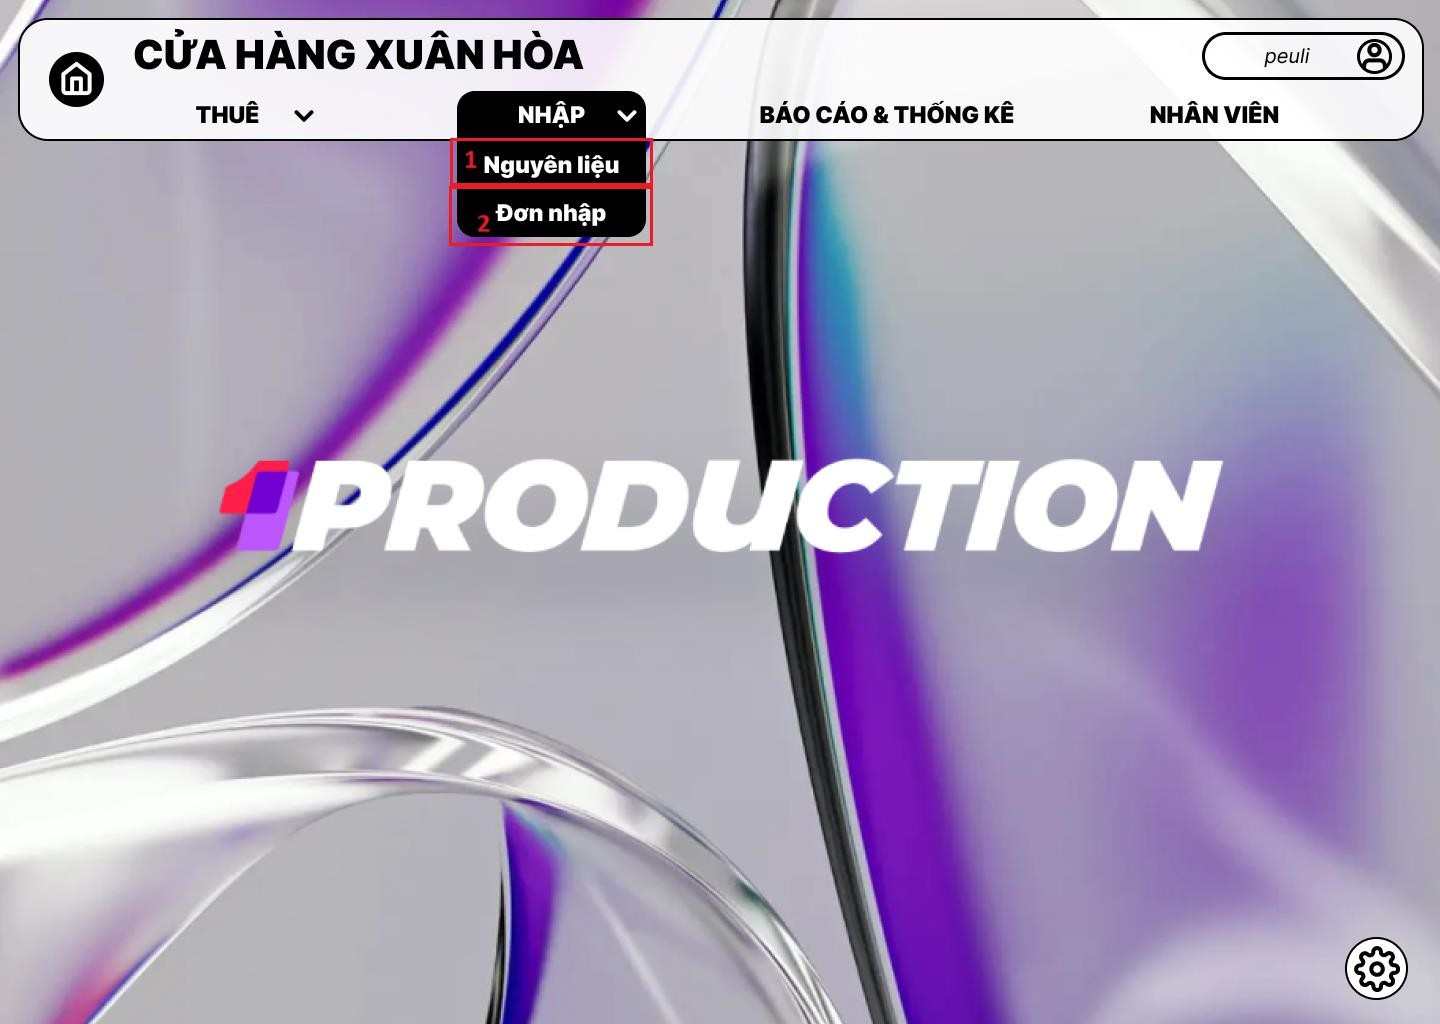 CỬA HÀNG XUÂN HÒA
peuli
THUÊ NHẬP BÁO CÁO & THỐNG KÊ NHÂN VIÊN
1 Nguyên liệu
2 Đơn nhập
1PRODUCTION